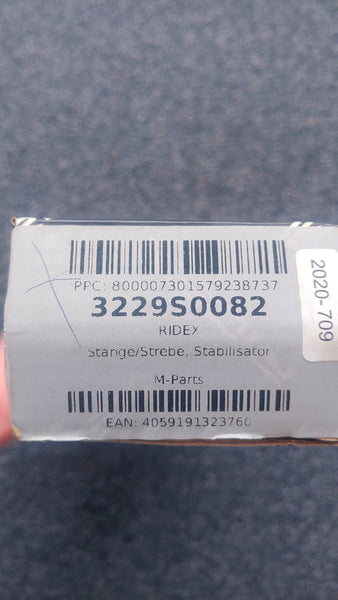 PPC: 800007301579238737
3229S0082
RIDEX
Stange/Strebe, Stabilisator
M-Parts
EAN: 4059191323760
2020-709